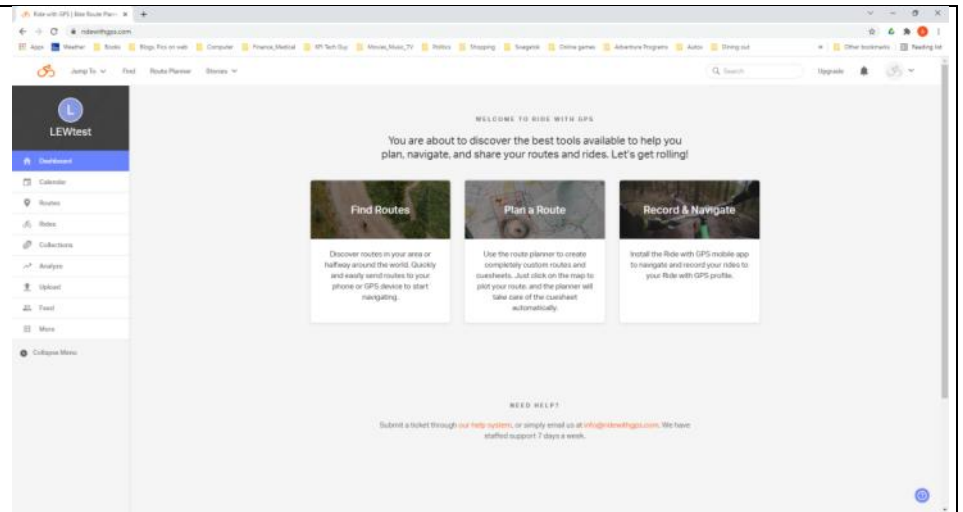 Ride with GPS | Bike Route Plan
ridewithgps.com
Apps Weather Books Blogs, Fios on web Computer Finance_Medical RPI Tech Guy Movies_Music_TV Politics Shopping Svagelsk Online games Adventure Programs Autos Dining out Other bookmarks Reading list
Jump To Find Route Planner Stories Search Upgrade
L
LEWtest
Dashboard
Calendar
Routes
Rides
Collections
Analyze
Upload
Feed
More
Collapse Menu
WELCOME TO RIDE WITH GPS
You are about to discover the best tools available to help you
plan, navigate, and share your routes and rides. Let's get rolling!
Find Routes
Discover routes in your area or
halfway around the world. Quickly
and easily send routes to your
phone or GPS device to start
navigating.
Plan a Route
Use the route planner to create
completely custom routes and
cuesheets. Just click on the map to
plot your route, and the planner will
take care of the cuesheet
automatically.
Record & Navigate
Install the Ride with GPS mobile app
to navigate and record your rides to
your Ride with GPS profile.
NEED HELP?
Submit a ticket through our help system, or simply email us at info@ridewithgps.com. We have
staffed support 7 days a week.